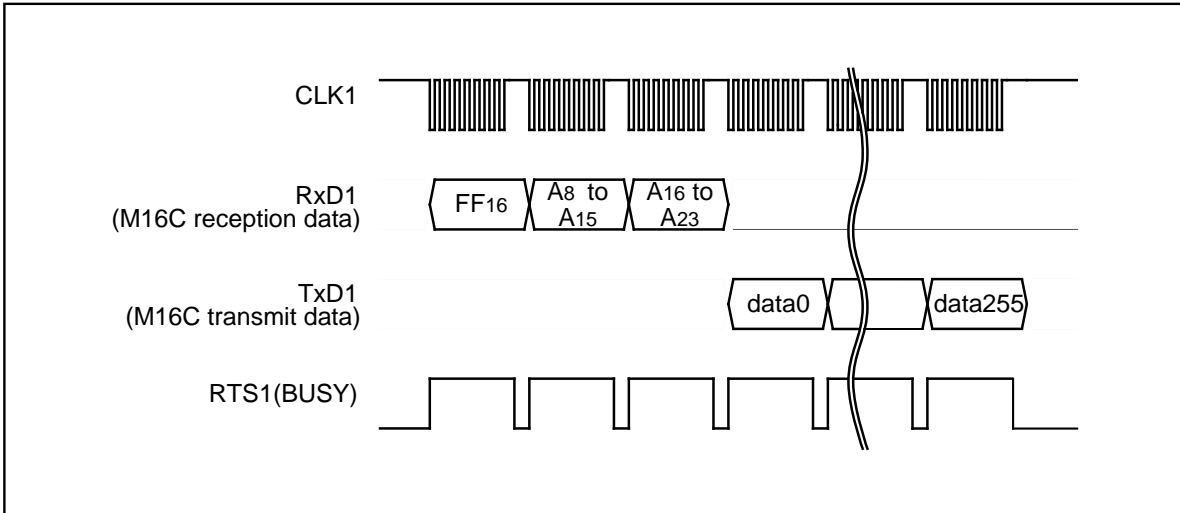 CLK1
RxD1
(M16C reception data)
FF16
A8 to
A15
A16 to
A23
TxD1
(M16C transmit data)
data0
data255
RTS1(BUSY)